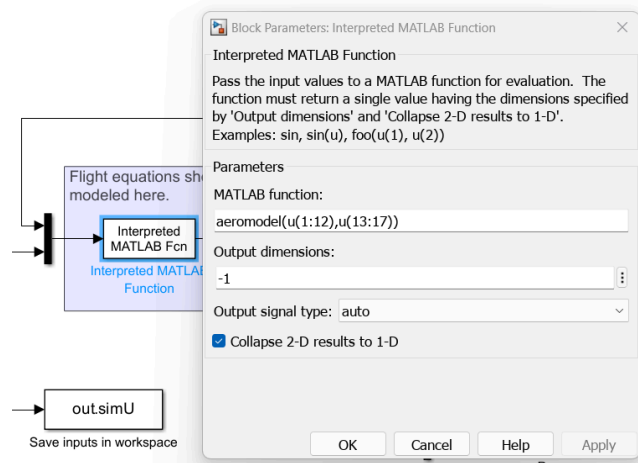 Block Parameters: Interpreted MATLAB Function
Interpreted MATLAB Function
Pass the input values to a MATLAB function for evaluation. The
function must return a single value having the dimensions specified
by 'Output dimensions' and 'Collapse 2-D results to 1-D'.
Examples: sin, sin(u), foo(u(1), u(2))
Parameters
MATLAB function:
aeromodel(u(1:12),u(13:17))
Output dimensions:
-1
Output signal type: auto
Collapse 2-D results to 1-D
OK Cancel Help Apply
Flight equations
modeled here.
Interpreted
MATLAB Fcn
Interpreted
Function
out.simU
Save inputs in workspace